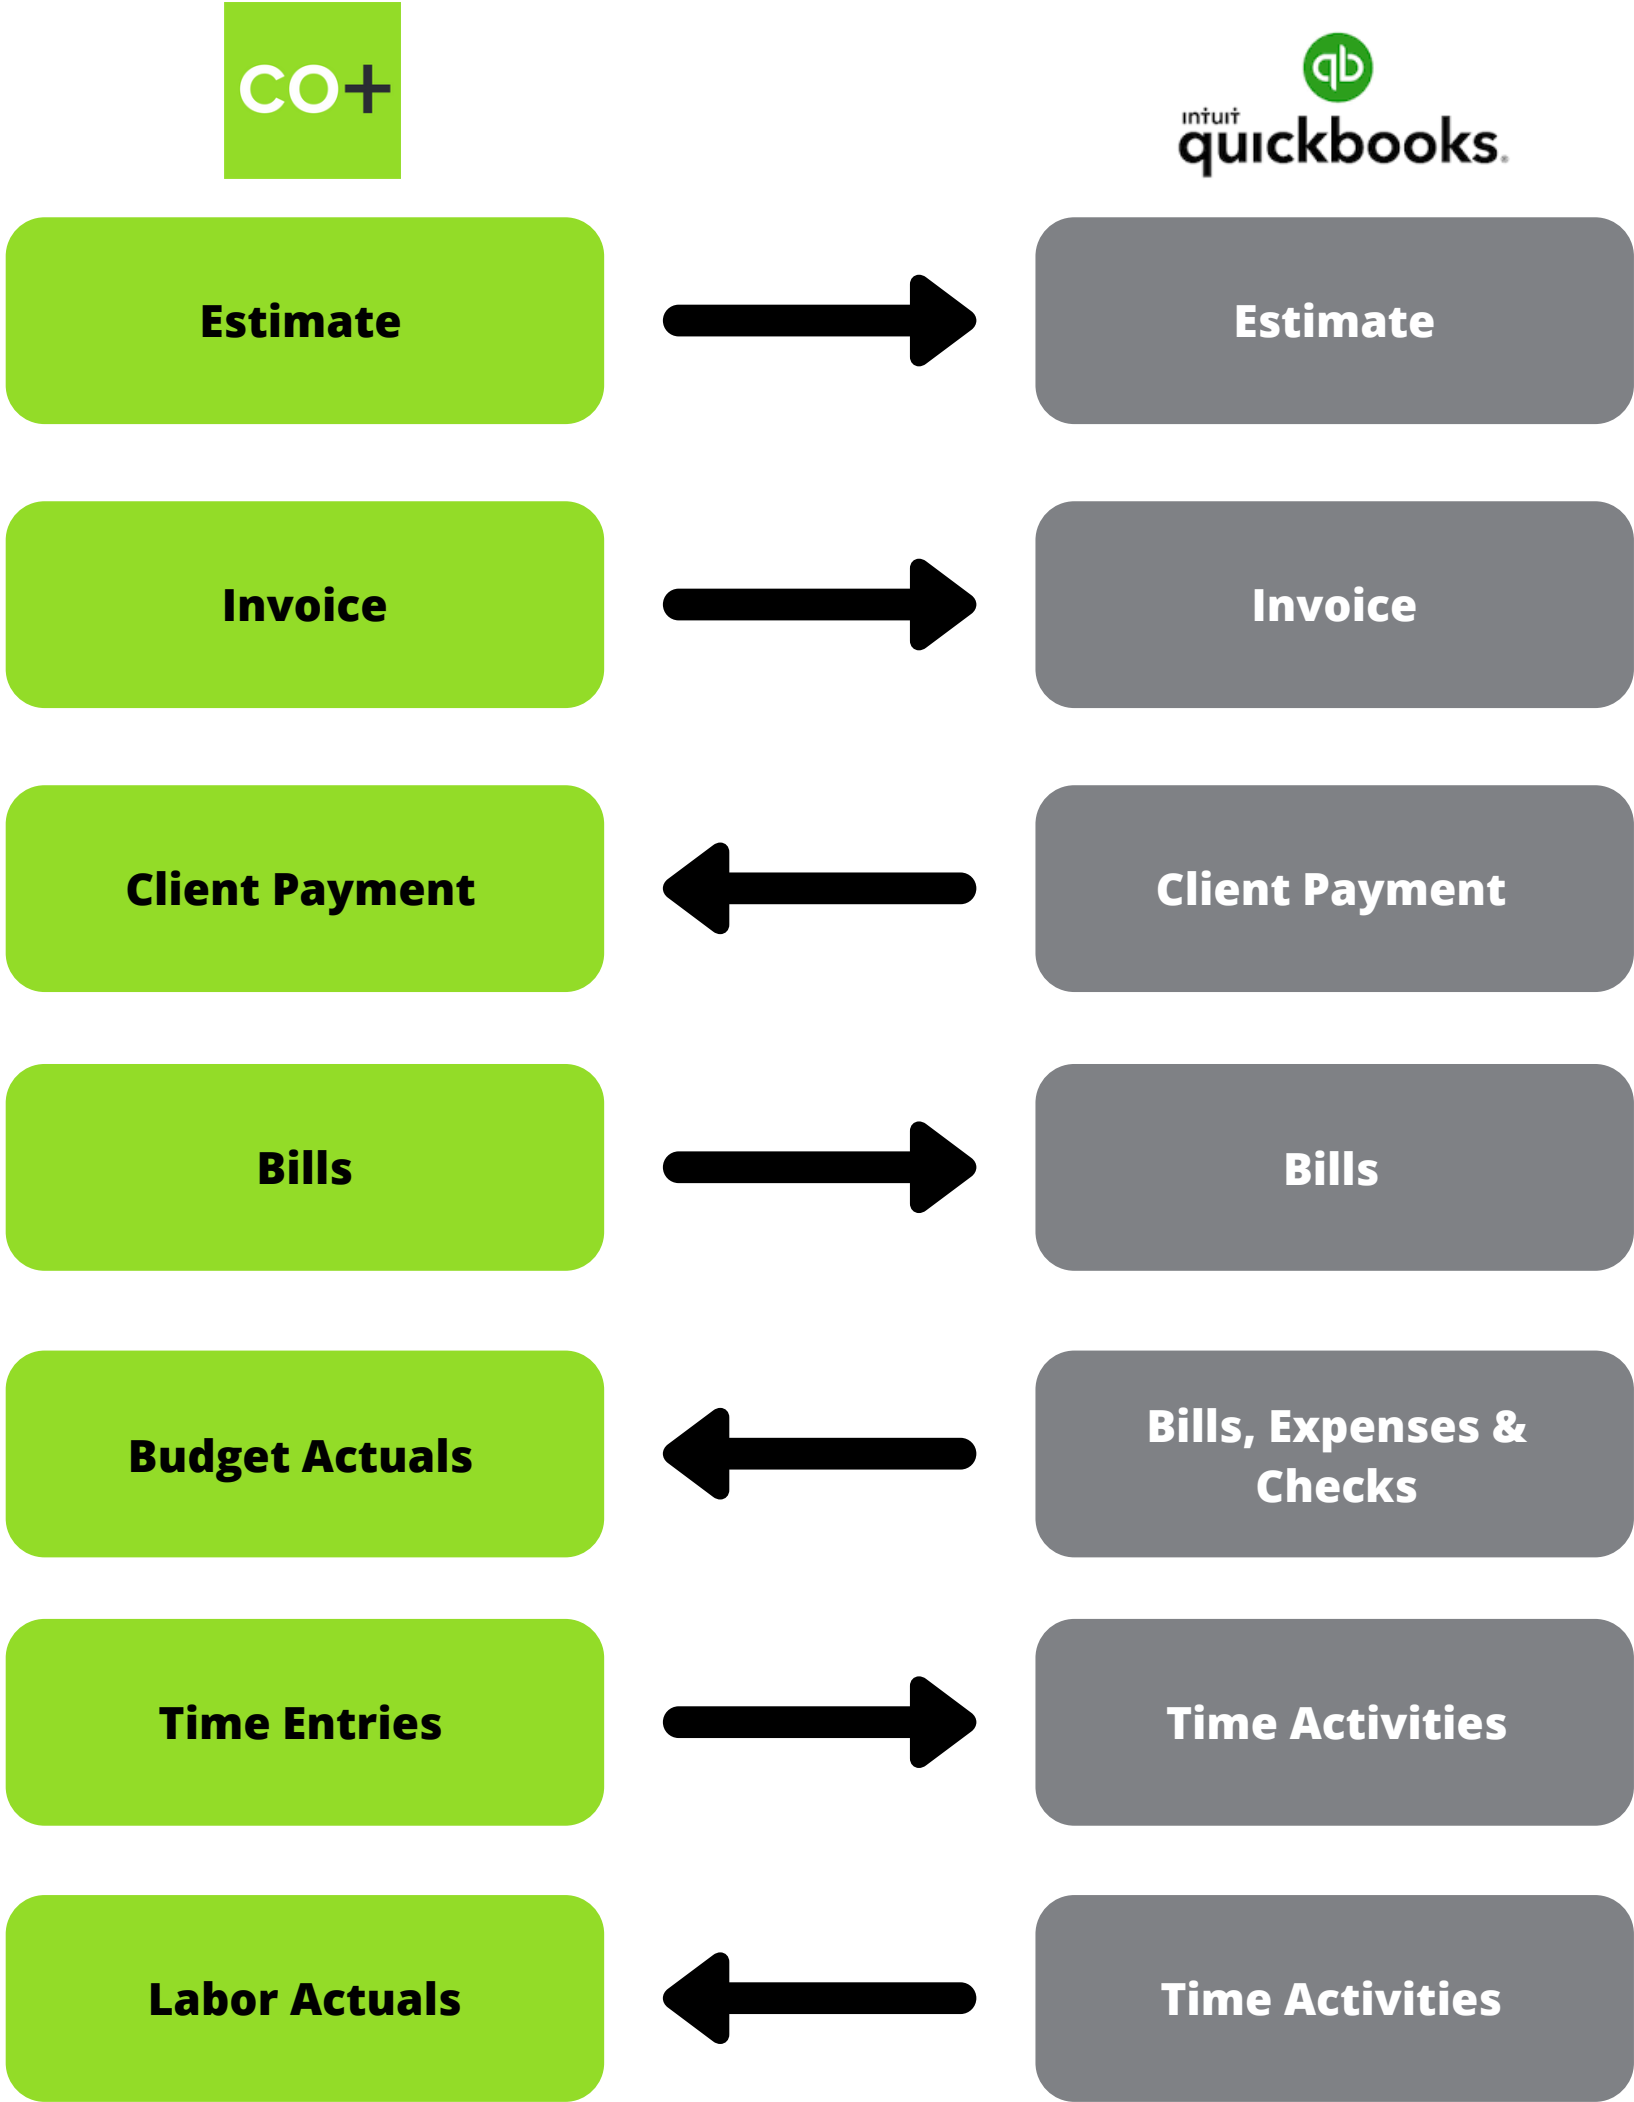 CO+
ıntuıt
quickbooks.
Estimate
Estimate
Invoice
Invoice
Client Payment
Client Payment
Bills
Bills
Budget Actuals
Bills, Expenses &
Checks
Time Entries
Time Activities
Labor Actuals
Time Activities